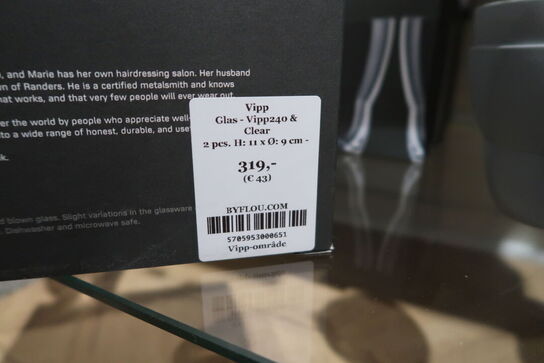 , and Marie has her own hairdressing salon. Her husband
n of Randers. He is a certified metalsmith and knows
hat works, and that very few people will ever wear out.
er the world by people who appreciate well-
to a wide range of honest, durable, and use
k.
d blown glass. Slight variations in the glassware
Dishwasher and microwave safe.
Vipp
Glas - Vipp240 &
Clear
2 pcs. H: 11 x Ø: 9 cm -
319,-
(€ 43)
BYFLOU.COM
5705953000651
Vipp-område